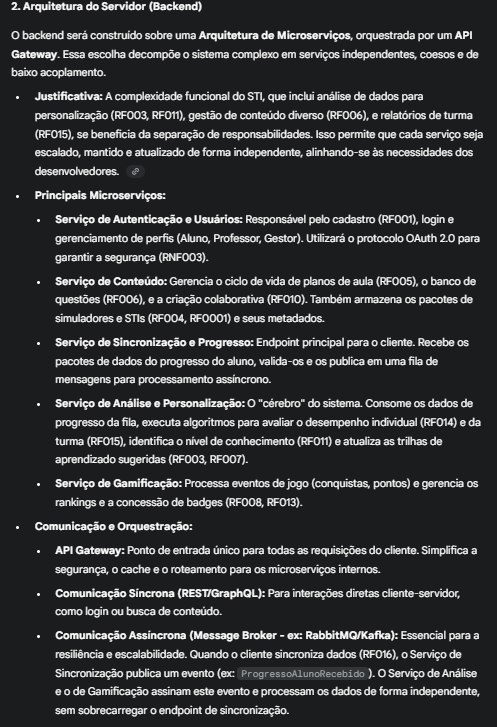 2. Arquitetura do Servidor (Backend)
O backend será construído sobre uma Arquitetura de Microserviços, orquestrada por um API
Gateway. Essa escolha decompõe o sistema complexo em serviços independentes, coesos e de
baixo acoplamento.
• Justificativa: A complexidade funcional do STI, que inclui análise de dados para
personalização (RF003, RF011), gestão de conteúdo diverso (RF006), e relatórios de turma
(RF015), se beneficia da separação de responsabilidades. Isso permite que cada serviço seja
escalado, mantido e atualizado de forma independente, alinhando-se às necessidades dos
desenvolvedores.
• Principais Microserviços:
• Serviço de Autenticação e Usuários: Responsável pelo cadastro (RF001), login e
gerenciamento de perfis (Aluno, Professor, Gestor). Utilizará o protocolo OAuth 2.0 para
garantir a segurança (RNF003).
• Serviço de Conteúdo: Gerencia o ciclo de vida de planos de aula (RF005), o banco de
questões (RF006), e a criação colaborativa (RF010). Também armazena os pacotes de
simuladores e STIs (RF004, RF0001) e seus metadados.
• Serviço de Sincronização e Progresso: Endpoint principal para o cliente. Recebe os
pacotes de dados do progresso do aluno, valida-os e os publica em uma fila de
mensagens para processamento assíncrono.
• Serviço de Análise e Personalização: O "cérebro" do sistema. Consome os dados de
progresso da fila, executa algoritmos para avaliar o desempenho individual (RF014) e da
turma (RF015), identifica o nível de conhecimento (RF011) e atualiza as trilhas de
aprendizado sugeridas (RF003, RF007).
• Serviço de Gamificação: Processa eventos de jogo (conquistas, pontos) e gerencia os
rankings e a concessão de badges (RF008, RF013).
• Comunicação e Orquestração:
• API Gateway: Ponto de entrada único para todas as requisições do cliente. Simplifica a
segurança, o cache e o roteamento para os microserviços internos.
• Comunicação Síncrona (REST/GraphQL): Para interações diretas cliente-servidor,
como login ou busca de conteúdo.
• Comunicação Assíncrona (Message Broker - ex: RabbitMQ/Kafka): Essencial para a
resiliência e escalabilidade. Quando o cliente sincroniza dados (RF016), o Serviço de
Sincronização publica um evento (ex: ProgressoAlunoRecebido). O Serviço de Análise
e o de Gamificação assinam este evento e processam os dados de forma independente,
sem sobrecarregar o endpoint de sincronização.